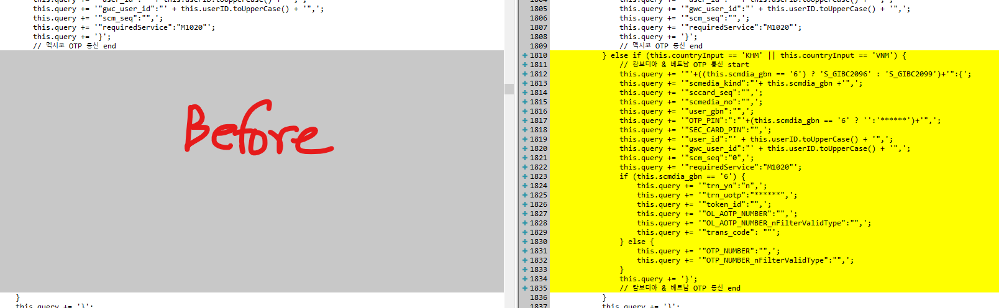 this.query += '"gwc_user_id":"' + this.userID.toUpperCase() + '",';
this.query += '"scm_seq":"",';
this.query += '"requiredService":"M1020"';
this.query += '}';
// 멕시코 OTP 통신 end
Before
}
this.query += '}';
1805 this.query += '"gwc_user_id":"' + this.userID.toUpperCase() + '",';
1806 this.query += '"scm_seq":"",';
1807 this.query += '"requiredService":"M1020"';
1808 this.query += '}';
1809 // 멕시코 OTP 통신 end
+ 1810 } else if (this.countryInput == 'KHM' || this.countryInput == 'VNM') {
+ 1811 // 캄보디아 & 베트남 OTP 통신 start
+ 1812 this.query += '"'+((this.scmdia_gbn == '6') ? 'S_GIBC2096' : 'S_GIBC2099')+'":{';
+ 1813 this.query += '"scmedia_kind":"'+ this.scmdia_gbn +'",';
+ 1814 this.query += '"sccard_seq":"",';
+ 1815 this.query += '"scmedia_no":"",';
+ 1816 this.query += '"user_gbn":"",';
+ 1817 this.query += '"OTP_PIN":":"'+(this.scmdia_gbn == '6' ? '':'******')+'",';
+ 1818 this.query += '"SEC_CARD_PIN":"",';
+ 1819 this.query += '"user_id":"' + this.userID.toUpperCase() + '",';
+ 1820 this.query += '"gwc_user_id":"' + this.userID.toUpperCase() + '",';
+ 1821 this.query += '"scm_seq":"0",';
+ 1822 this.query += '"requiredService":"M1020"';
+ 1823 if (this.scmdia_gbn == '6') {
+ 1824 this.query += '"trn_yn":"n",';
+ 1825 this.query += '"trn_uotp":"******",';
+ 1826 this.query += '"token_id":"",';
+ 1827 this.query += '"OL_AOTP_NUMBER":"",';
+ 1828 this.query += '"OL_AOTP_NUMBER_nFilterValidType":"",';
+ 1829 this.query += '"trans_code": ""';
+ 1830 } else {
+ 1831 this.query += '"OTP_NUMBER":"",';
+ 1832 this.query += '"OTP_NUMBER_nFilterValidType":"",';
+ 1833 }
+ 1834 this.query += '}';
+ 1835 // 캄보디아 & 베트남 OTP 통신 end
1836 }
1837 this.query += '}';